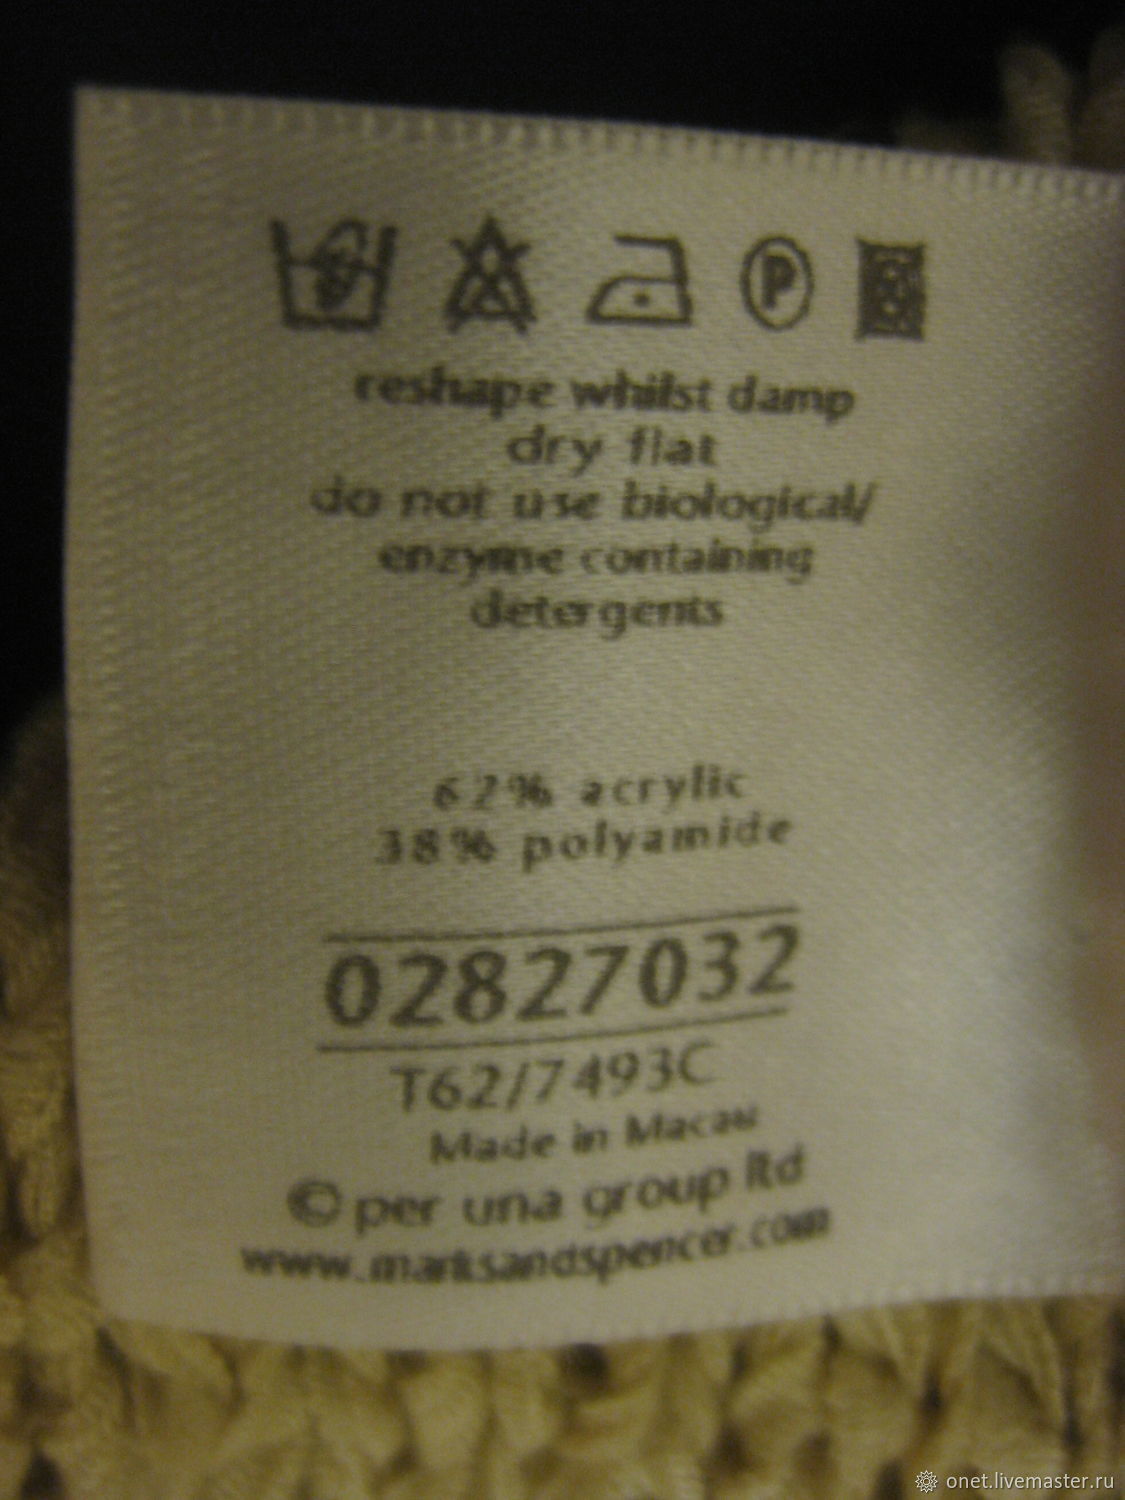 P
reshape whilst damp
dry flat
do not use biological/
enzyme containing
detergents
62% acrylic
38% polyamide
02827032
T62/7493C
Made in Macau
© per una group ltd
www.marksandspencer.com
onet.livemaster.ru